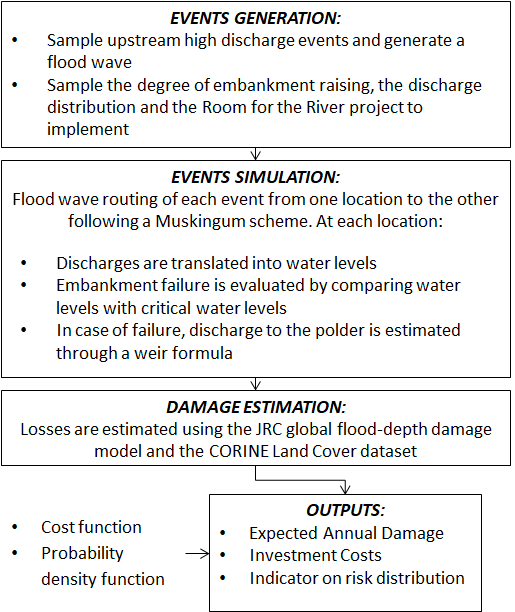 EVENTS GENERATION:
• Sample upstream high discharge events and generate a
flood wave
• Sample the degree of embankment raising, the discharge
distribution and the Room for the River project to
implement
EVENTS SIMULATION:
Flood wave routing of each event from one location to the other
following a Muskingum scheme. At each location:
• Discharges are translated into water levels
• Embankment failure is evaluated by comparing water
levels with critical water levels
• In case of failure, discharge to the polder is estimated
through a weir formula
DAMAGE ESTIMATION:
Losses are estimated using the JRC global flood-depth damage
model and the CORINE Land Cover dataset
• Cost function
• Probability
density function
OUTPUTS:
• Expected Annual Damage
• Investment Costs
• Indicator on risk distribution